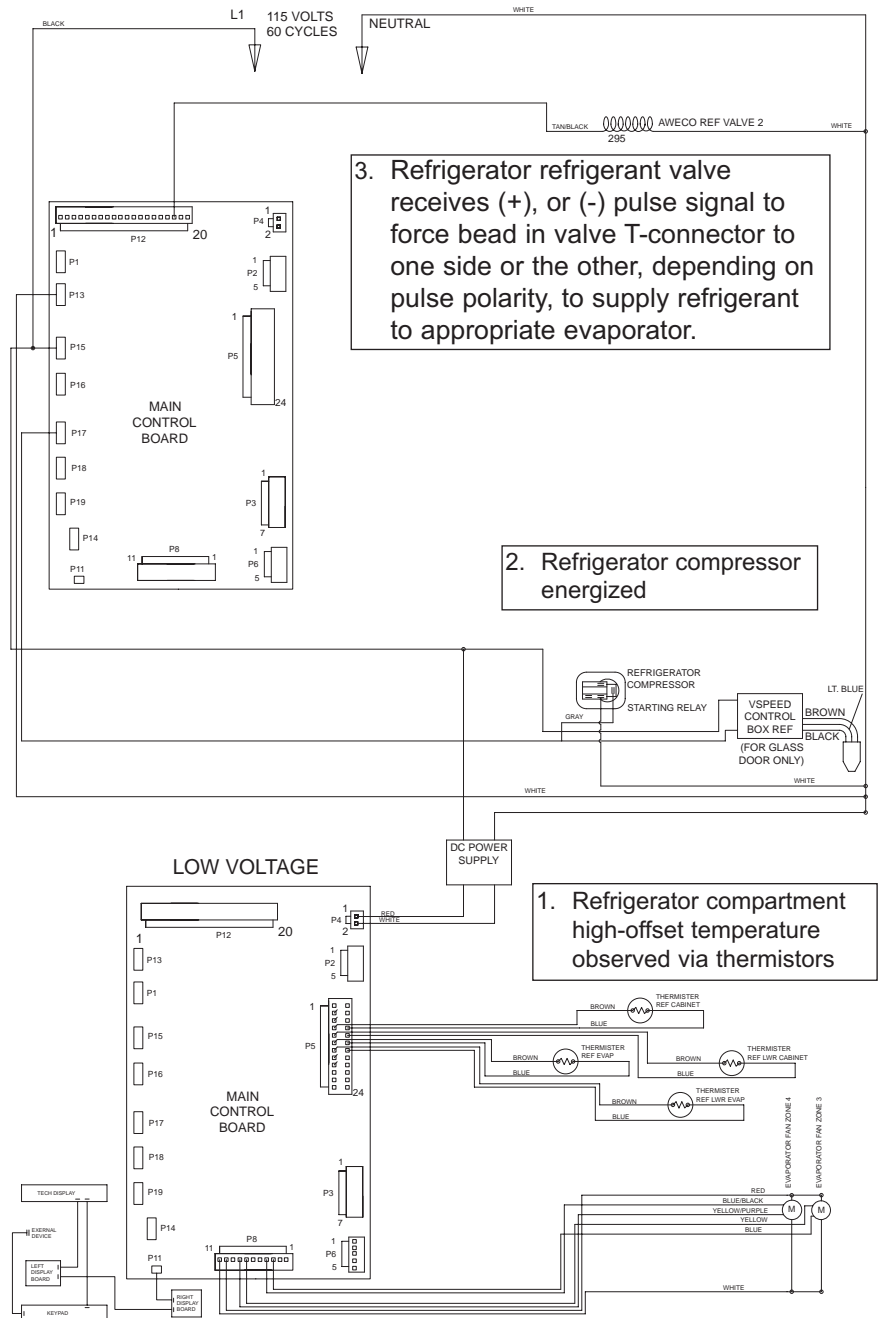 L1 115 VOLTS
60 CYCLES
NEUTRAL
WHITE
BLACK
TAN/BLACK
AWECO REF VALVE 2
295
WHITE
3. Refrigerator refrigerant valve
receives (+), or (-) pulse signal to
force bead in valve T-connector to
one side or the other, depending on
pulse polarity, to supply refrigerant
to appropriate evaporator.
1
P12
20
1
P4
2
P1
1
P2
5
P13
1
P15
P5
P16
24
MAIN
CONTROL
BOARD
P17
P18
1
P19
P3
7
P14
P8
11
1
1
P6
5
P11
2. Refrigerator compressor
energized
REFRIGERATOR
COMPRESSOR
STARTING RELAY
GRAY
VSPEED
CONTROL
BOX REF
(FOR GLASS
DOOR ONLY)
LT. BLUE
BROWN
BLACK
WHITE
WHITE
DC POWER
SUPPLY
LOW VOLTAGE
1. Refrigerator compartment
high-offset temperature
observed via thermistors
1
P12
20
1
P4
2
RED
WHITE
P13
1
P2
5
P1
1
P15
P5
P16
24
MAIN
CONTROL
BOARD
P17
P18
1
P19
P3
7
P14
P8
11
1
1
P6
5
P11
BROWN
THERMISTER
REF CABINET
BLUE
BROWN
THERMISTER
REF EVAP
BLUE
BROWN
THERMISTER
REF LWR CABINET
BLUE
BROWN
THERMISTER
REF LWR EVAP
BLUE
EVAPORATOR FAN ZONE 4
EVAPORATOR FAN ZONE 3
RED
BLUE/BLACK
YELLOW/PURPLE
YELLOW
BLUE
M
M
WHITE
TECH DISPLAY
EXERNAL
DEVICE
LEFT
DISPLAY
BOARD
KEYPAD
RIGHT
DISPLAY
BOARD